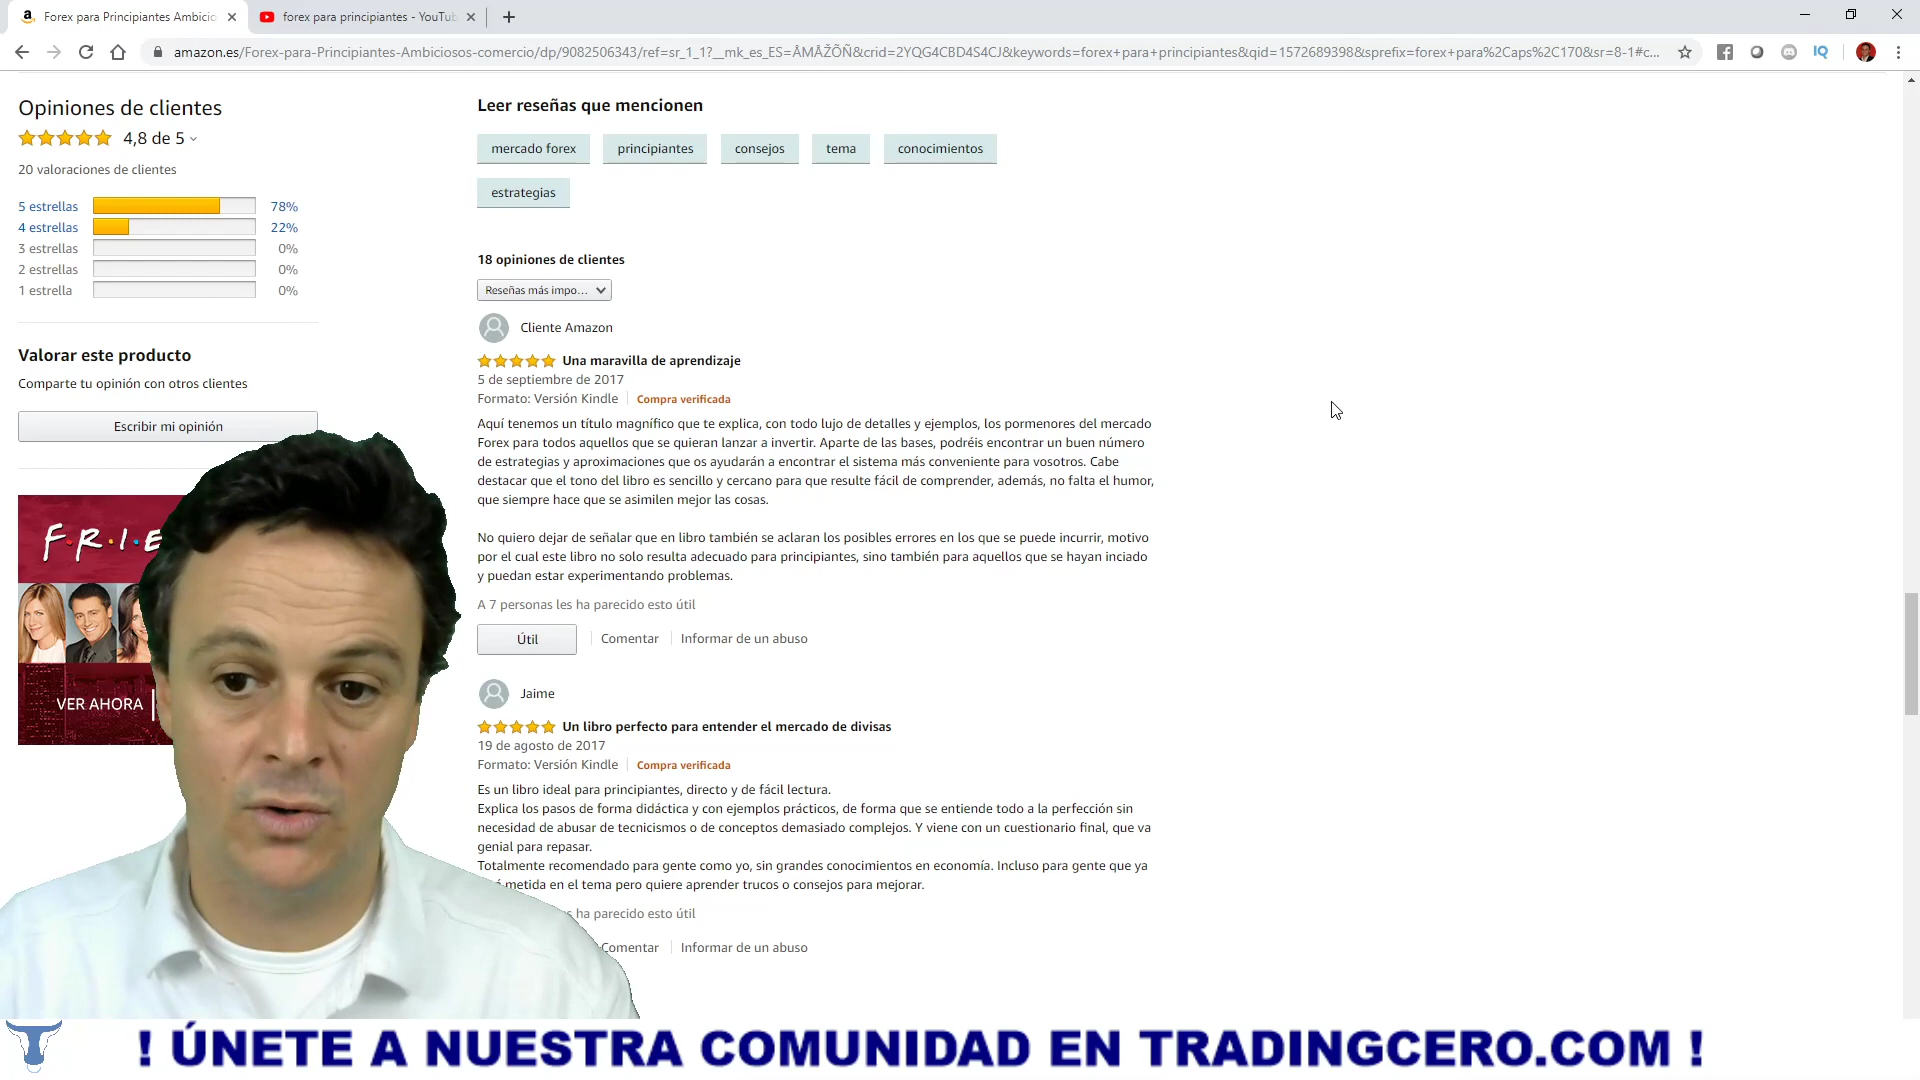 Forex para Principiantes Ambicio
forex para principiantes - YouTub
amazon.es/Forex-para-Principiantes-Ambiciosos-comercio/dp/9082506343/ref=sr_1_1?__mk_es_ES=ÅMÅŽÕÑ&crid=2YQG4CBD4S4CJ&keywords=forex+para+principiantes&qid=1572689398&sprefix=forex+para%2Caps%2C170&sr=8-1#c...
IQ
Opiniones de clientes
4,8 de 5
20 valoraciones de clientes
5 estrellas 78%
4 estrellas 22%
3 estrellas 0%
2 estrellas 0%
1 estrella 0%
Valorar este producto
Comparte tu opinión con otros clientes
Escribir mi opinión
F·R·I·E
VER AHORA
Leer reseñas que mencionen
mercado forex principiantes consejos tema conocimientos
estrategias
18 opiniones de clientes
Reseñas más impo...
Cliente Amazon
Una maravilla de aprendizaje
5 de septiembre de 2017
Formato: Versión Kindle Compra verificada
Aquí tenemos un título magnífico que te explica, con todo lujo de detalles y ejemplos, los pormenores del mercado
Forex para todos aquellos que se quieran lanzar a invertir. Aparte de las bases, podréis encontrar un buen número
de estrategias y aproximaciones que os ayudarán a encontrar el sistema más conveniente para vosotros. Cabe
destacar que el tono del libro es sencillo y cercano para que resulte fácil de comprender, además, no falta el humor,
que siempre hace que se asimilen mejor las cosas.
No quiero dejar de señalar que en libro también se aclaran los posibles errores en los que se puede incurrir, motivo
por el cual este libro no solo resulta adecuado para principiantes, sino también para aquellos que se hayan inciado
y puedan estar experimentando problemas.
A 7 personas les ha parecido esto útil
Útil Comentar Informar de un abuso
Jaime
Un libro perfecto para entender el mercado de divisas
19 de agosto de 2017
Formato: Versión Kindle Compra verificada
Es un libro ideal para principiantes, directo y de fácil lectura.
Explica los pasos de forma didáctica y con ejemplos prácticos, de forma que se entiende todo a la perfección sin
necesidad de abusar de tecnicismos o de conceptos demasiado complejos. Y viene con un cuestionario final, que va
genial para repasar.
Totalmente recomendado para gente como yo, sin grandes conocimientos en economía. Incluso para gente que ya
metida en el tema pero quiere aprender trucos o consejos para mejorar.
ha parecido esto útil
Comentar Informar de un abuso
! ÚNETE A NUESTRA COMUNIDAD EN TRADINGCERO.COM !